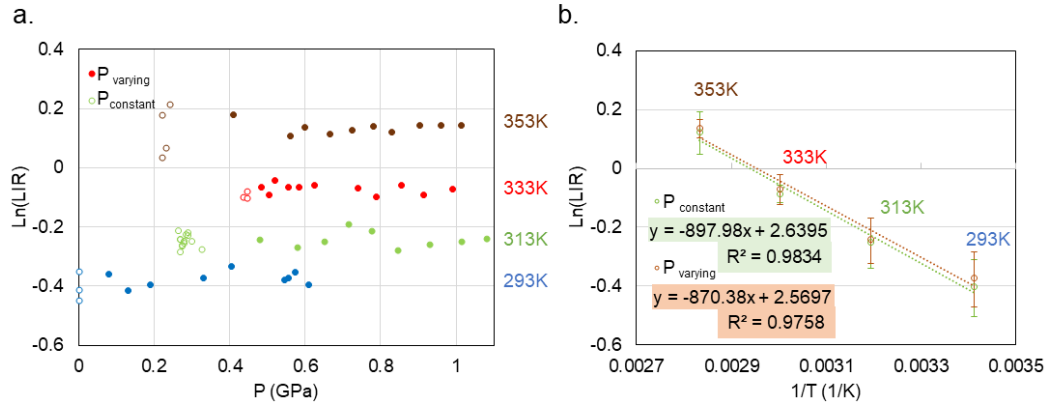 a.
0.4
0.2
0
-0.2
-0.4
-0.6
Ln(LIR)
P varying
P constant
353K
333K
313K
293K
0 0.2 0.4 0.6 0.8 1
P (GPa)
b.
0.4
0.2
0
-0.2
-0.4
-0.6
Ln(LIR)
353K
333K
313K
293K
P constant
y = -897.98x + 2.6395
R² = 0.9834
P varying
y = -870.38x + 2.5697
R² = 0.9758
0.0027 0.0029 0.0031 0.0033 0.0035
1/T (1/K)